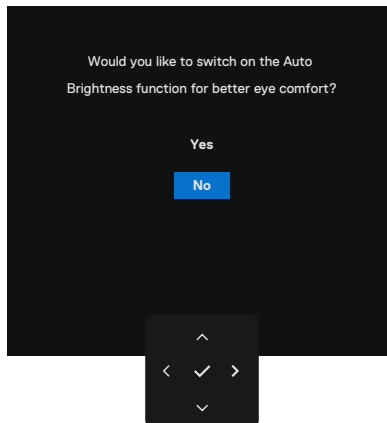 Would you like to switch on the Auto
Brightness function for better eye comfort?
Yes
No